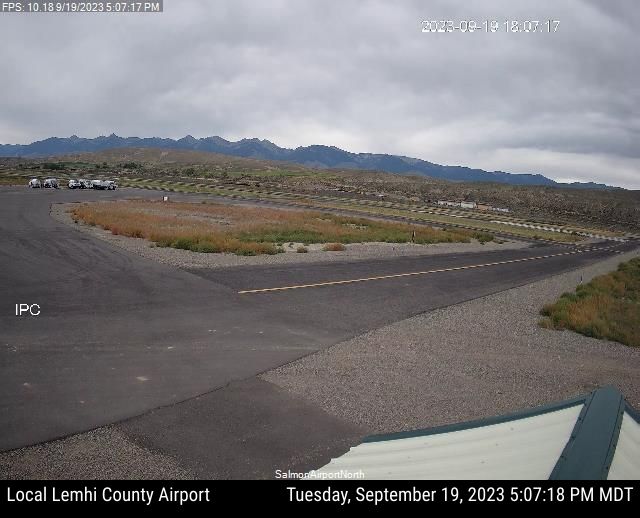 FPS: 10.18 9/19/2023 5:07:17 PM
2023-09-19 18:07:17
IPC
SalmonAirportNorth
Local Lemhi County Airport Tuesday, September 19, 2023 5:07:18 PM MDT